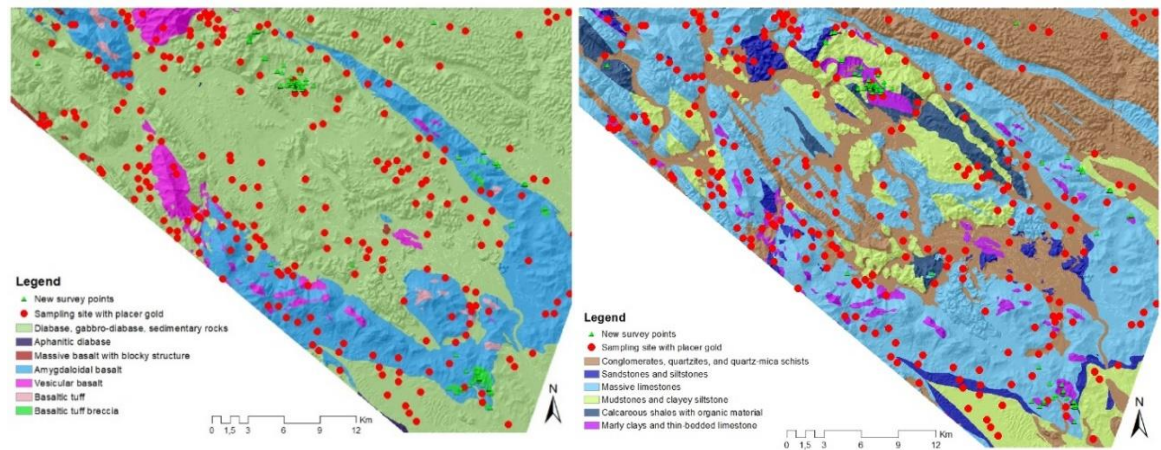 Legend
New survey points
Sampling site with placer gold
Diabase, gabbro-diabase, sedimentary rocks
Aphanitic diabase
Massive basalt with blocky structure
Amygdaloidal basalt
Vesicular basalt
Basaltic tuff
Basaltic tuff breccia
N
Km
0 1,5 3 6 9 12
Legend
New survey points
Sampling site with placer gold
Conglomerates, quartzites, and quartz-mica schists
Sandstones and siltstones
Massive limestones
Mudstones and clayey siltstone
Calcareous shales with organic material
Marly clays and thin-bedded limestone
N
Km
0 1,5 3 6 9 12